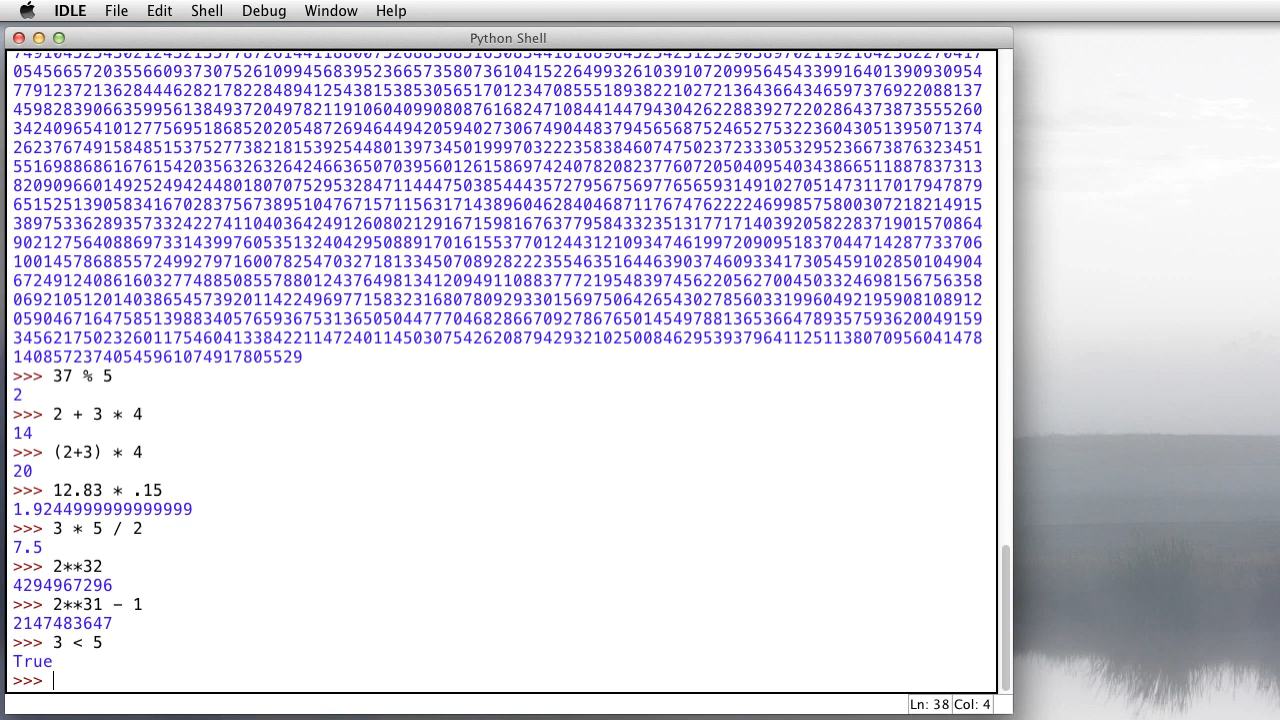 IDLE File Edit Shell Debug Window Help
Python Shell
0545665720355660937307526109945683952366573580736104152264993261039107209956454339916401390930954
7791237213628444628217822848941254381538530565170123470855518938221027213643664346597376922088137
4598283906635995613849372049782119106040990808761682471084414479430426228839272202864373873555260
3424096541012775695186852020548726946449420594027306749044837945656875246527532236043051395071374
2623767491584851537527738218153925448013973450199970322235838460747502372333053295236673876323451
5516988686167615420356326326424663650703956012615869742407820823776072050409540343866511887837313
8209096601492524942448018070752953284711444750385444357279567569776565931491027051473117017947879
6515251390583416702837567389510476715711563171438960462840468711767476222246998575800307218214915
3897533628935733242274110403642491260802129167159816763779584332351317717140392058228371901570864
9021275640886973314399760535132404295088917016155377012443121093474619972090951837044714287733706
1001457868855724992797160078254703271813345070892822235546351644639037460933417305459102850104904
6724912408616032774885085578801243764981341209491108837772195483974562205627004503324698156756358
0692105120140386545739201142249697715832316807809293301569750642654302785603319960492195908108912
0590467164758513988340576593675313650504477704682866709278676501454978813653664789357593620049159
3456217502326011754604133842211472401145030754262087942932102500846295393796411251138070956041478
140857237405459610749178​05529
>>> 37 % 5
2
>>> 2 + 3 * 4
14
>>> (2+3) * 4
20
>>> 12.83 * .15
1.9244999999999999
>>> 3 * 5 / 2
7.5
>>> 2**32
4294967296
>>> 2**31 - 1
2147483647
>>> 3 < 5
True
>>>
Ln: 38 Col: 4